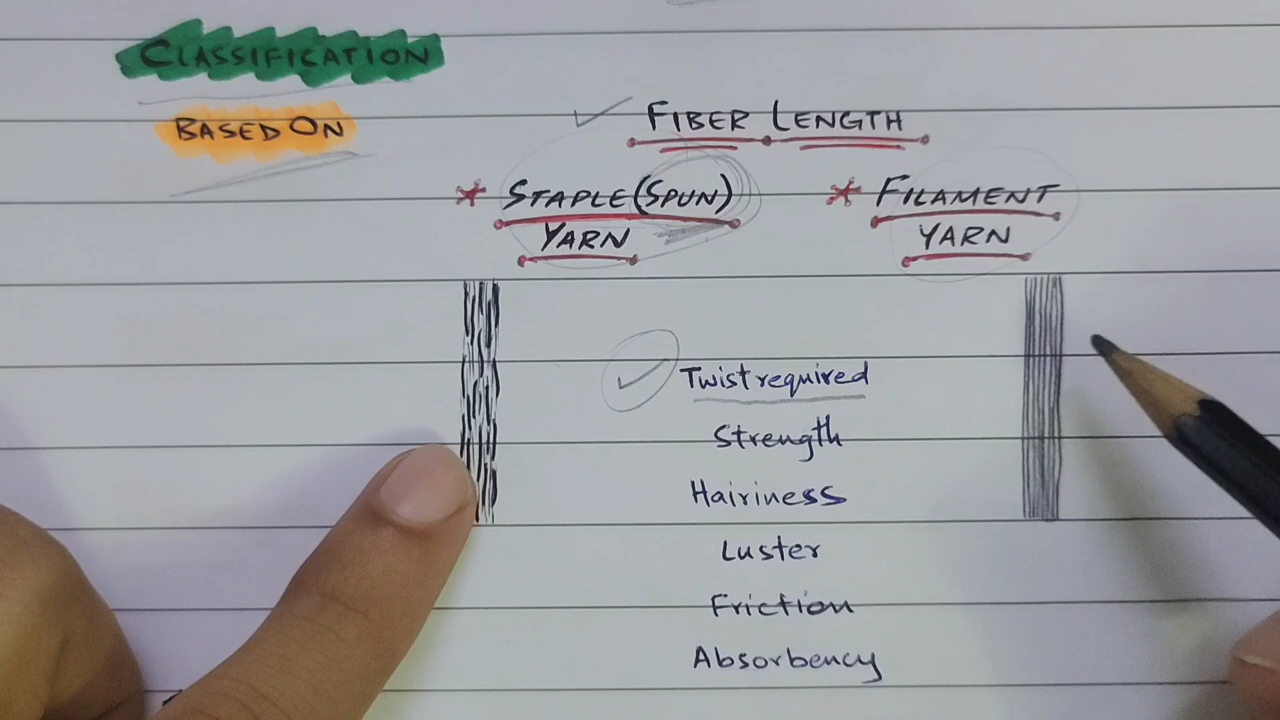 CLASSIFICATION
BASED ON
FIBER LENGTH
* STAPLE (SPUN) YARN
* FILAMENT YARN
Twist required
Strength
Hairiness
Luster
Friction
Absorbency